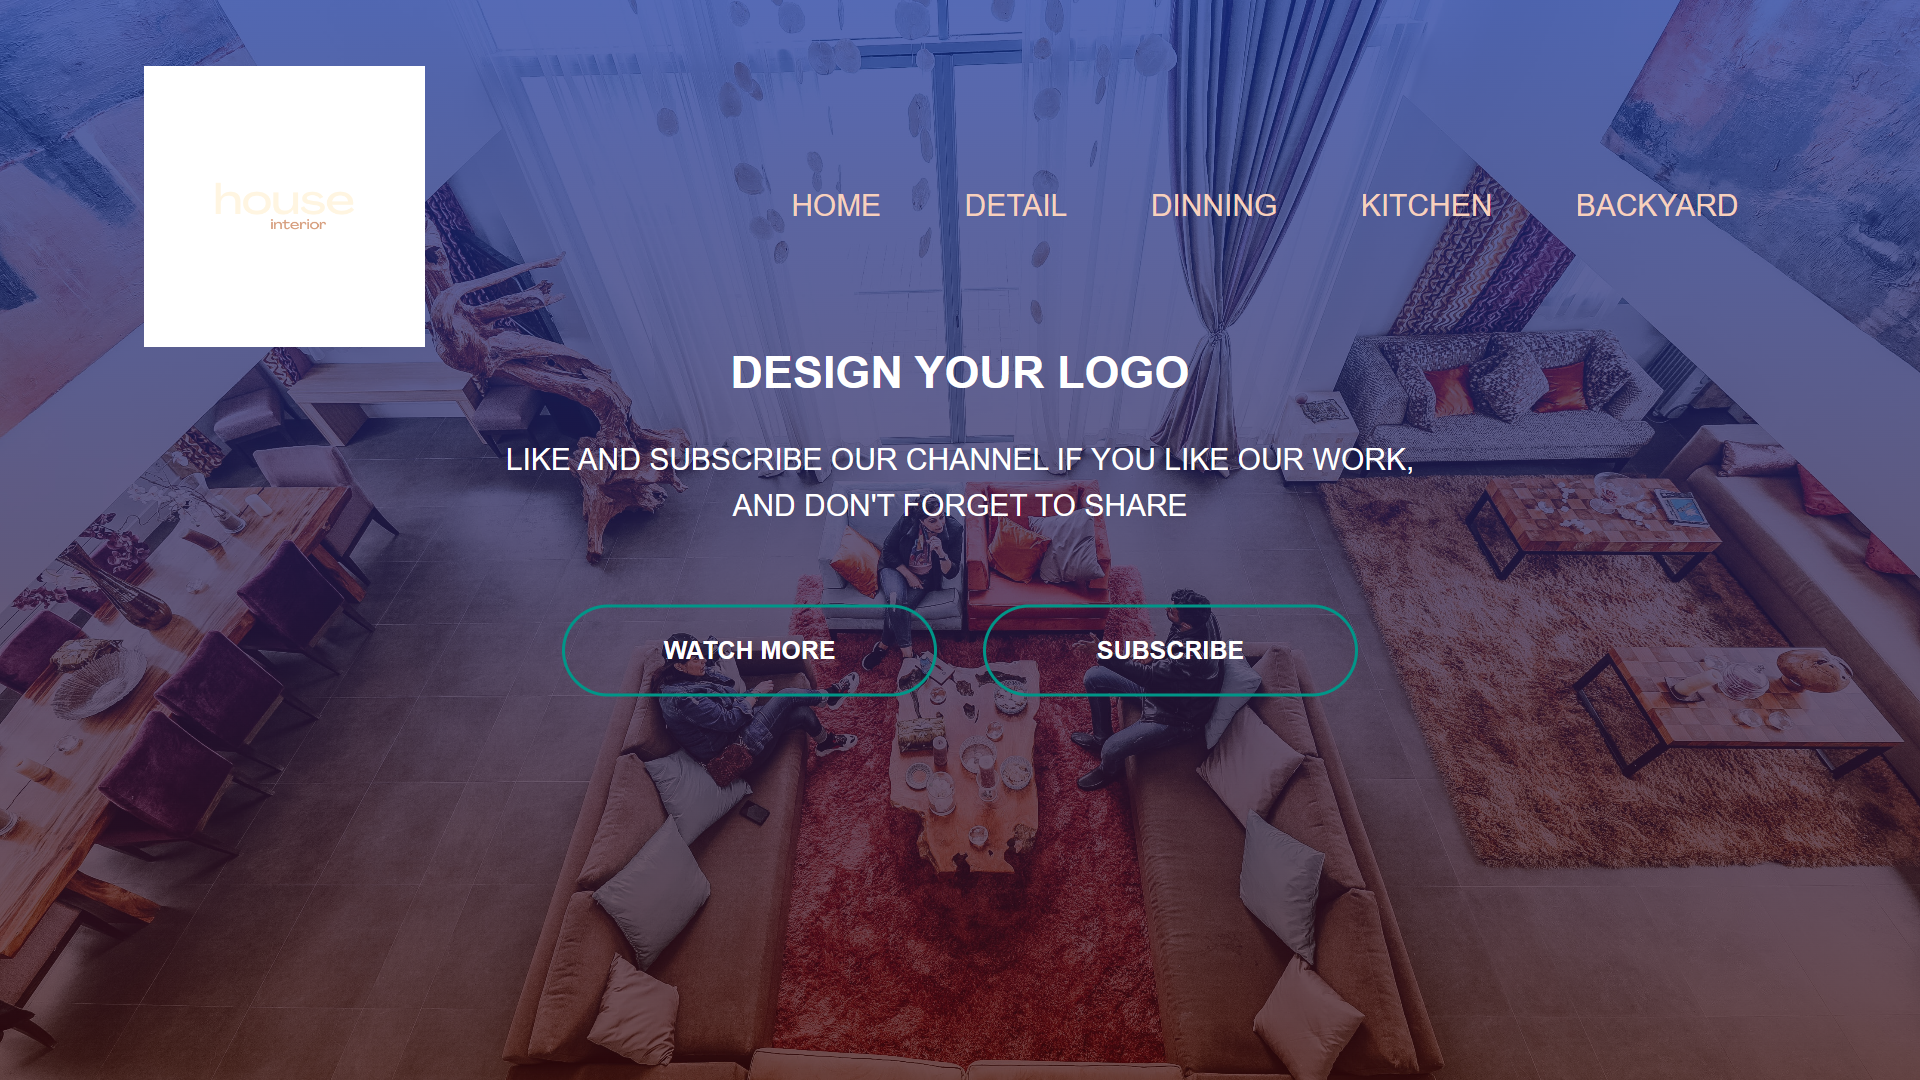 house
interior
HOME DETAIL DINNING KITCHEN BACKYARD
DESIGN YOUR LOGO
LIKE AND SUBSCRIBE OUR CHANNEL IF YOU LIKE OUR WORK,
AND DON'T FORGET TO SHARE
WATCH MORE SUBSCRIBE